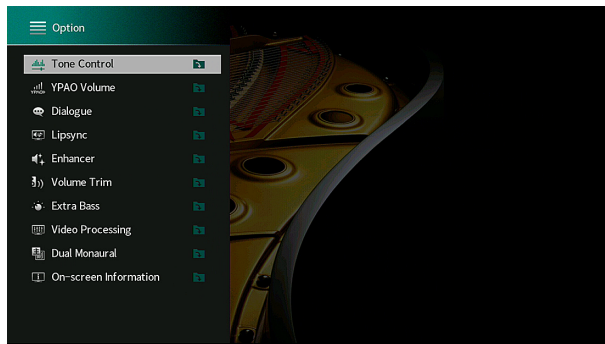 Option
Tone Control
YPAO Volume
Dialogue
Lipsync
Enhancer
Volume Trim
Extra Bass
Video Processing
Dual Monaural
On-screen Information